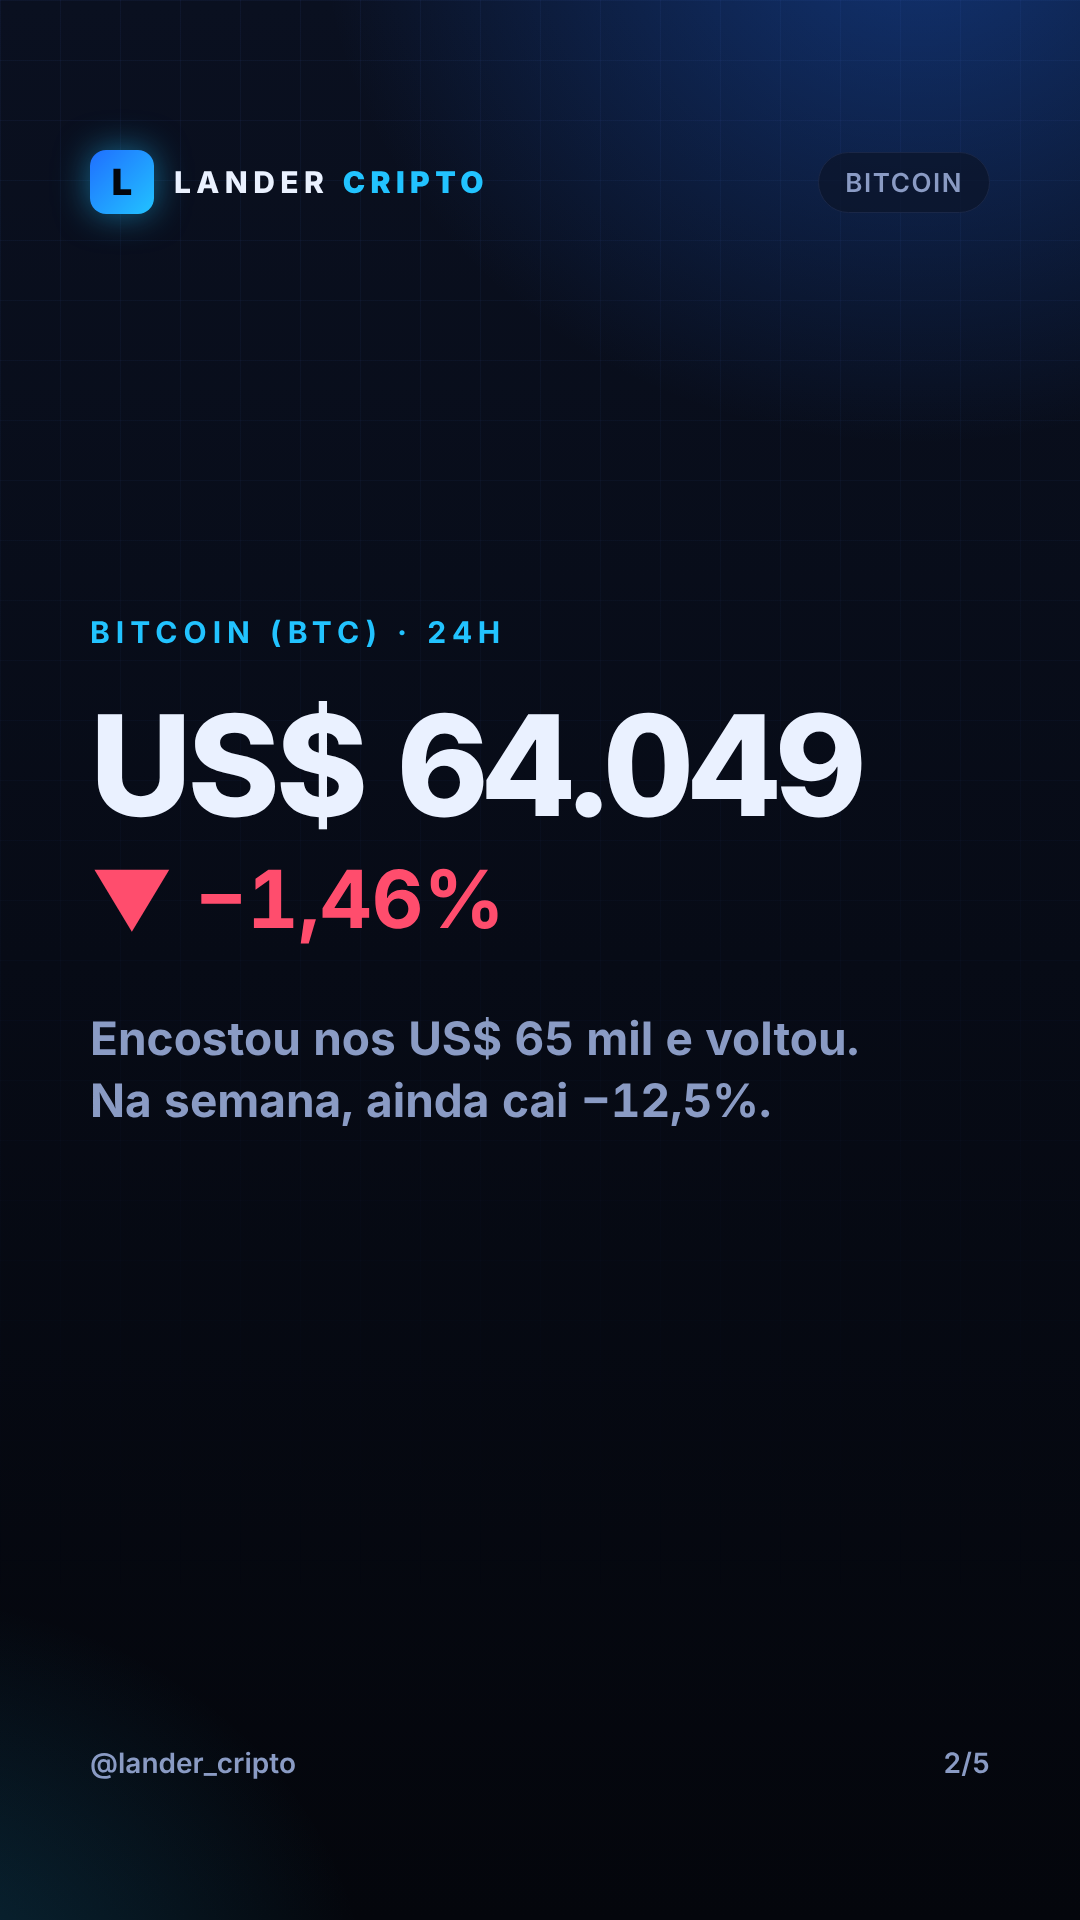 L LANDER CRIPTO
BITCOIN
BITCOIN (BTC) · 24H
US$ 64.049
▼ −1,46%
Encostou nos US$ 65 mil e voltou.
Na semana, ainda cai −12,5%.
@lander_cripto
2/5